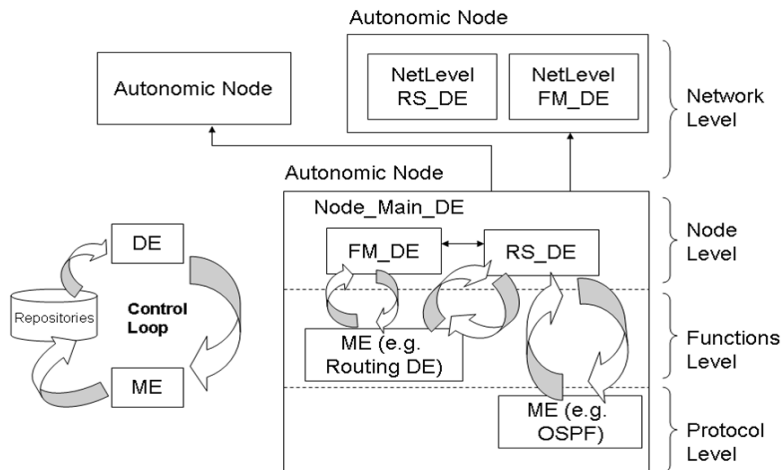 Autonomic Node
Autonomic Node
NetLevel
RS_DE
NetLevel
FM_DE
Network
Level
Autonomic Node
Node_Main_DE
FM_DE
RS_DE
Node
Level
DE
Repositories
Control
Loop
ME
ME (e.g.
Routing DE)
Functions
Level
ME (e.g.
OSPF)
Protocol
Level